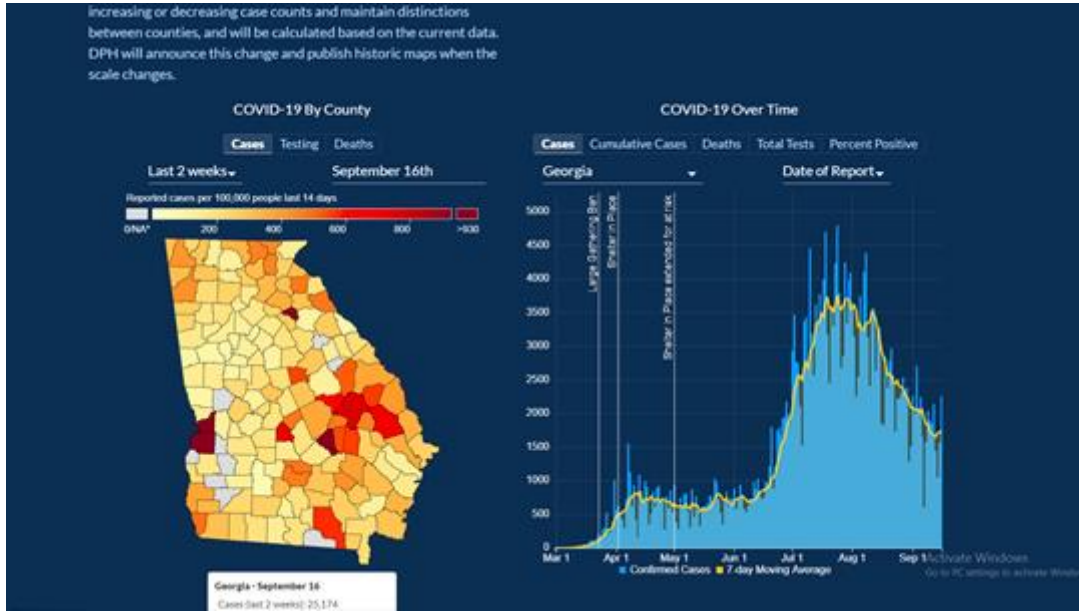 increasing or decreasing case counts and maintain distinctions
between counties, and will be calculated based on the current data.
DPH will announce this change and publish historic maps when the
scale changes.
COVID-19 By County
Cases Testing Deaths
Last 2 weeks
September 16th
Reported cases per 100,000 people last 14 days
0/NA* 200 400 600 800 >930
Georgia - September 16
Cases (last 2 weeks): 25,174
COVID-19 Over Time
Cases Cumulative Cases Deaths Total Tests Percent Positive
Georgia
Date of Report
Large Gathering Ban
Shelter in Place
Shelter in Place extended for at risk
5000
4500
4000
3500
3000
2500
2000
1500
1000
500
0
Mar 1 Apr 1 May 1 Jun 1 Jul 1 Aug 1 Sep 1
Confirmed Cases 7-day Moving Average
Activate Windows
Go to PC settings to activate Windo